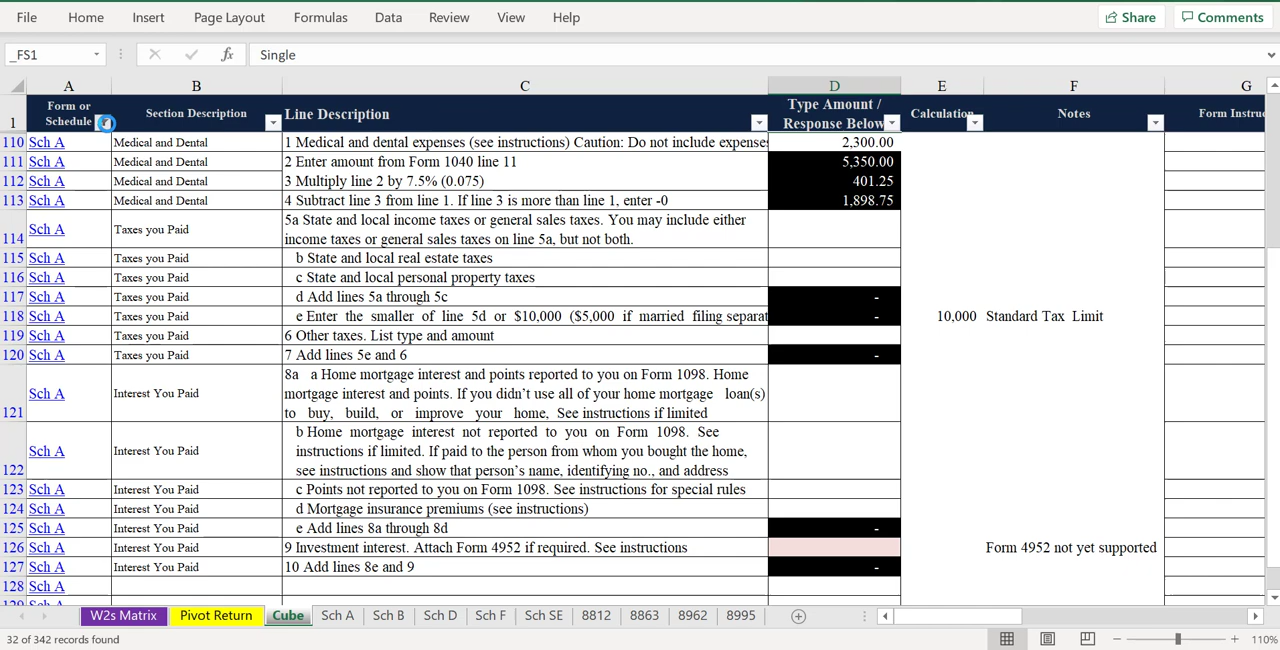 File Home Insert Page Layout Formulas Data Review View Help Share Comments
_FS1 fx Single
A B C D E F G
1 Form or Schedule Section Description Line Description Type Amount / Response Below Calculation Notes Form Instruc
110 Sch A Medical and Dental 1 Medical and dental expenses (see instructions) Caution: Do not include expenses 2,300.00
111 Sch A Medical and Dental 2 Enter amount from Form 1040 line 11 5,350.00
112 Sch A Medical and Dental 3 Multiply line 2 by 7.5% (0.075) 401.25
113 Sch A Medical and Dental 4 Subtract line 3 from line 1. If line 3 is more than line 1, enter -0 1,898.75
114 Sch A Taxes you Paid 5a State and local income taxes or general sales taxes. You may include either
income taxes or general sales taxes on line 5a, but not both.
115 Sch A Taxes you Paid b State and local real estate taxes
116 Sch A Taxes you Paid c State and local personal property taxes
117 Sch A Taxes you Paid d Add lines 5a through 5c -
118 Sch A Taxes you Paid e Enter the smaller of line 5d or $10,000 ($5,000 if married filing separat - 10,000 Standard Tax Limit
119 Sch A Taxes you Paid 6 Other taxes. List type and amount
120 Sch A Taxes you Paid 7 Add lines 5e and 6 -
121 Sch A Interest You Paid 8a a Home mortgage interest and points reported to you on Form 1098. Home
mortgage interest and points. If you didn't use all of your home mortgage loan(s)
to buy, build, or improve your home, See instructions if limited
122 Sch A Interest You Paid b Home mortgage interest not reported to you on Form 1098. See
instructions if limited. If paid to the person from whom you bought the home,
see instructions and show that person's name, identifying no., and address
123 Sch A Interest You Paid c Points not reported to you on Form 1098. See instructions for special rules
124 Sch A Interest You Paid d Mortgage insurance premiums (see instructions)
125 Sch A Interest You Paid e Add lines 8a through 8d -
126 Sch A Interest You Paid 9 Investment interest. Attach Form 4952 if required. See instructions Form 4952 not yet supported
127 Sch A Interest You Paid 10 Add lines 8e and 9 -
128 Sch A
129 Sch A
W2s Matrix Pivot Return Cube Sch A Sch B Sch D Sch F Sch SE 8812 8863 8962 8995
32 of 342 records found 110%